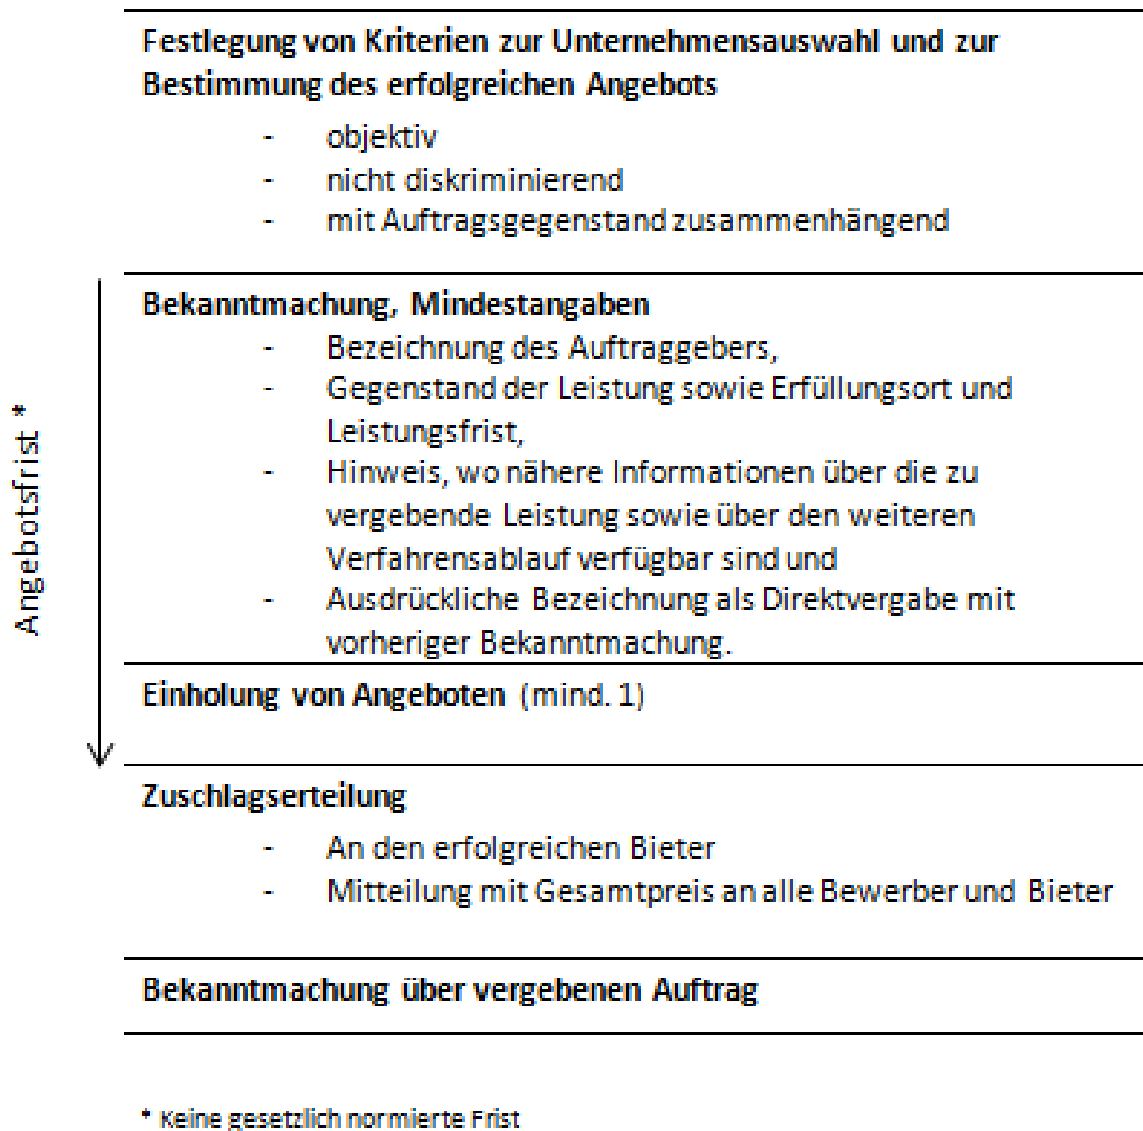 Festlegung von Kriterien zur Unternehmensauswahl und zur
Bestimmung des erfolgreichen Angebots
- objektiv
- nicht diskriminierend
- mit Auftragsgegenstand zusammenhängend
Angebotsfrist *
Bekanntmachung, Mindestangaben
- Bezeichnung des Auftraggebers,
- Gegenstand der Leistung sowie Erfüllungsort und
Leistungsfrist,
- Hinweis, wo nähere Informationen über die zu
vergebende Leistung sowie über den weiteren
Verfahrensablauf verfügbar sind und
- Ausdrückliche Bezeichnung als Direktvergabe mit
vorheriger Bekanntmachung.
Einholung von Angeboten (mind. 1)
Zuschlagserteilung
- An den erfolgreichen Bieter
- Mitteilung mit Gesamtpreis an alle Bewerber und Bieter
Bekanntmachung über vergebenen Auftrag
* Keine gesetzlich normierte Frist